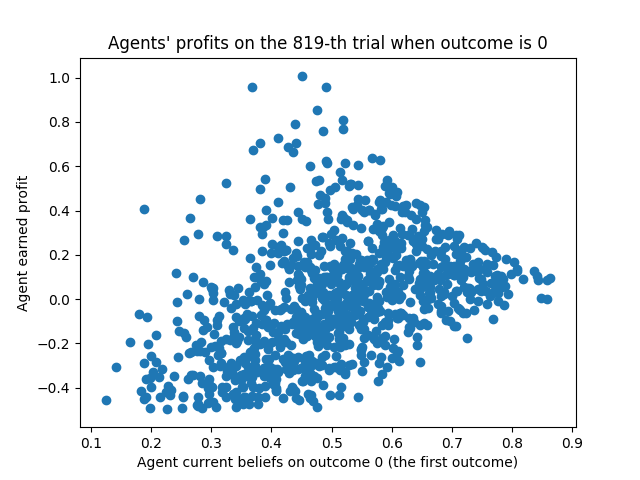 Agents' profits on the 819-th trial when outcome is 0
1.0
0.8
0.6
0.4
0.2
0.0
−0.2
−0.4
Agent earned profit
0.1 0.2 0.3 0.4 0.5 0.6 0.7 0.8 0.9
Agent current beliefs on outcome 0 (the first outcome)